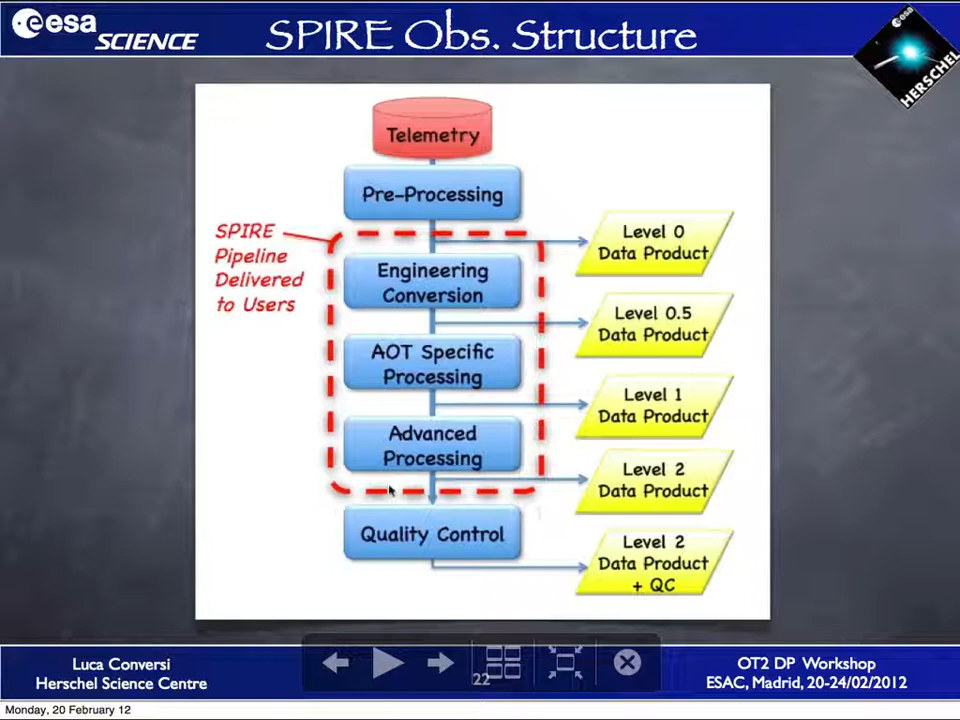 esa
SCIENCE
SPIRE Obs. Structure
esa
HERSCHEL
Telemetry
Pre-Processing
SPIRE
Pipeline
Delivered
to Users
Level 0
Data Product
Engineering
Conversion
Level 0.5
Data Product
AOT Specific
Processing
Level 1
Data Product
Advanced
Processing
Level 2
Data Product
Quality Control
Level 2
Data Product
+ QC
Luca Conversi
Herschel Science Centre
22
OT2 DP Workshop
ESAC, Madrid, 20-24/02/2012
Monday, 20 February 12